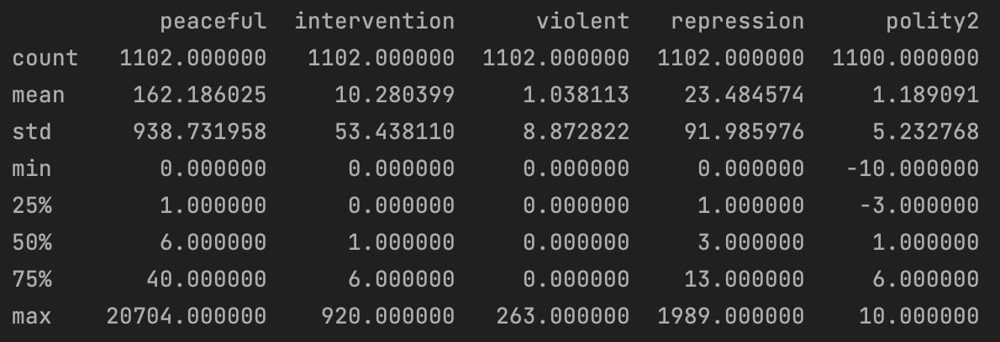 peaceful intervention violent repression polity2
count 1102.000000 1102.000000 1102.000000 1102.000000 1100.000000
mean 162.186025 10.280399 1.038113 23.484574 1.189091
std 938.731958 53.438110 8.872822 91.985976 5.232768
min 0.000000 0.000000 0.000000 0.000000 -10.000000
25% 1.000000 0.000000 0.000000 1.000000 -3.000000
50% 6.000000 1.000000 0.000000 3.000000 1.000000
75% 40.000000 6.000000 0.000000 13.000000 6.000000
max 20704.000000 920.000000 263.000000 1989.000000 10.000000